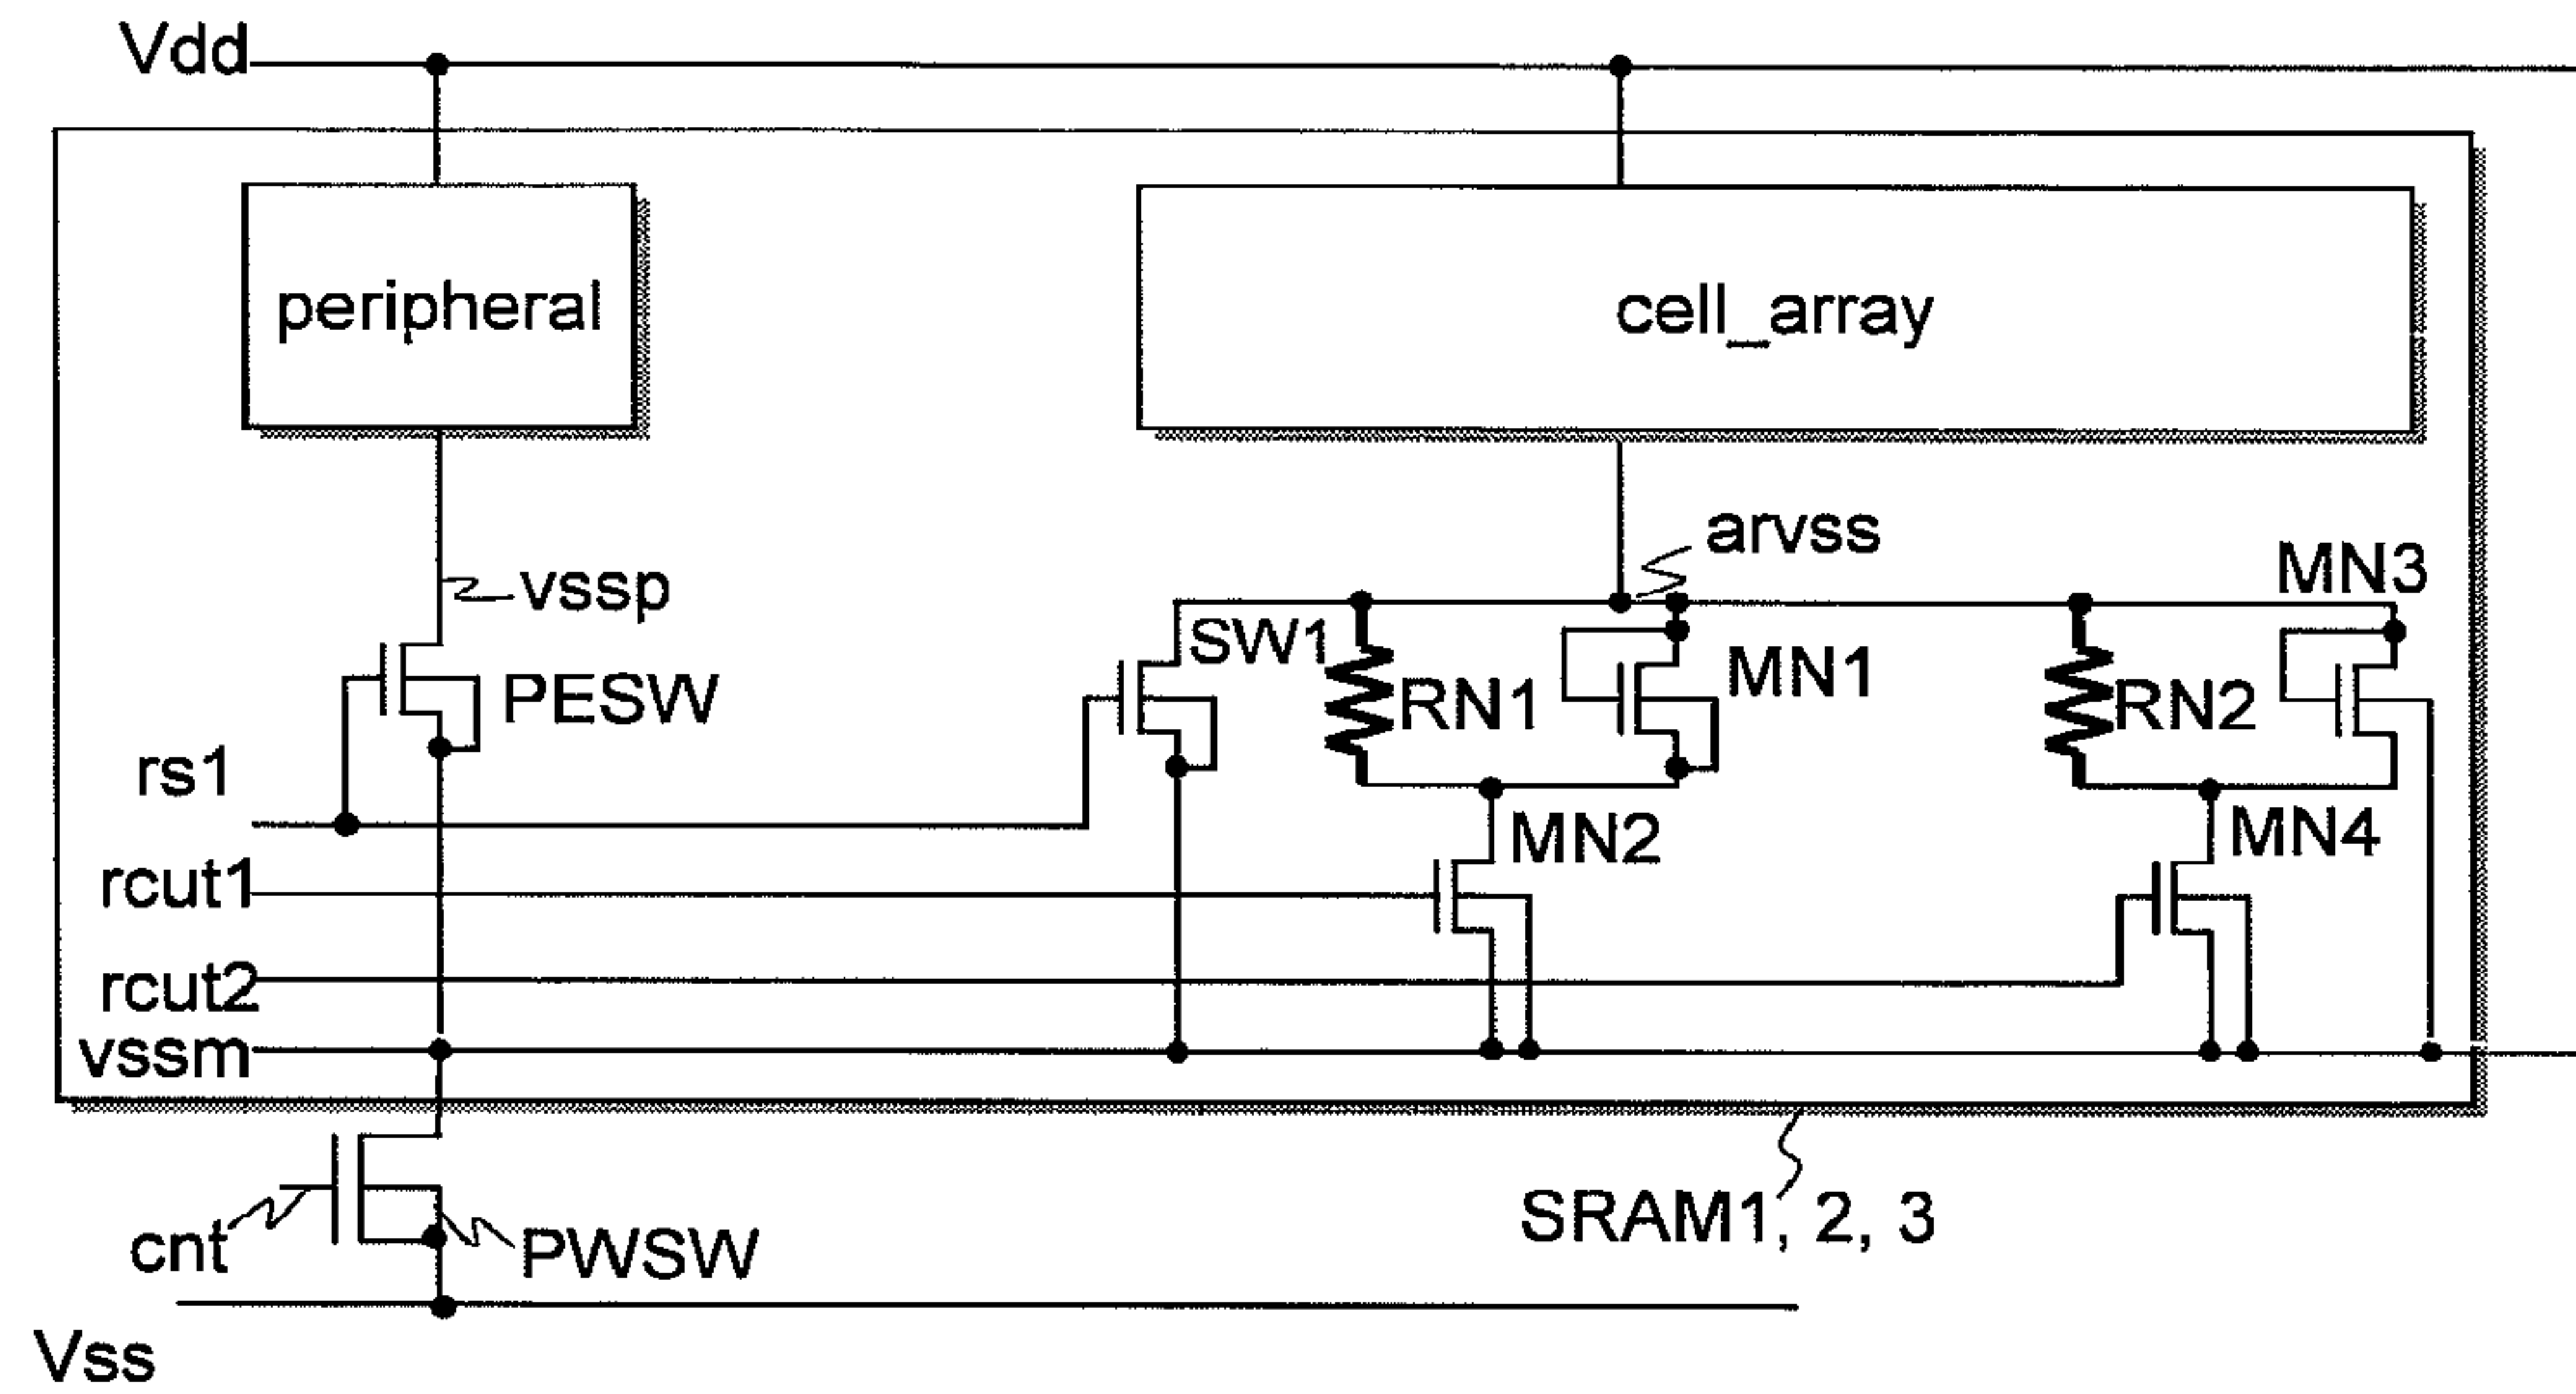 Vdd
peripheral
cell_array
arvss
MN3
vssp
SW1
PESW
RN1
MN1
RN2
rs1
MN2
MN4
rcut1
rcut2
vssm
SRAM1, 2, 3
cnt
PWSW
Vss